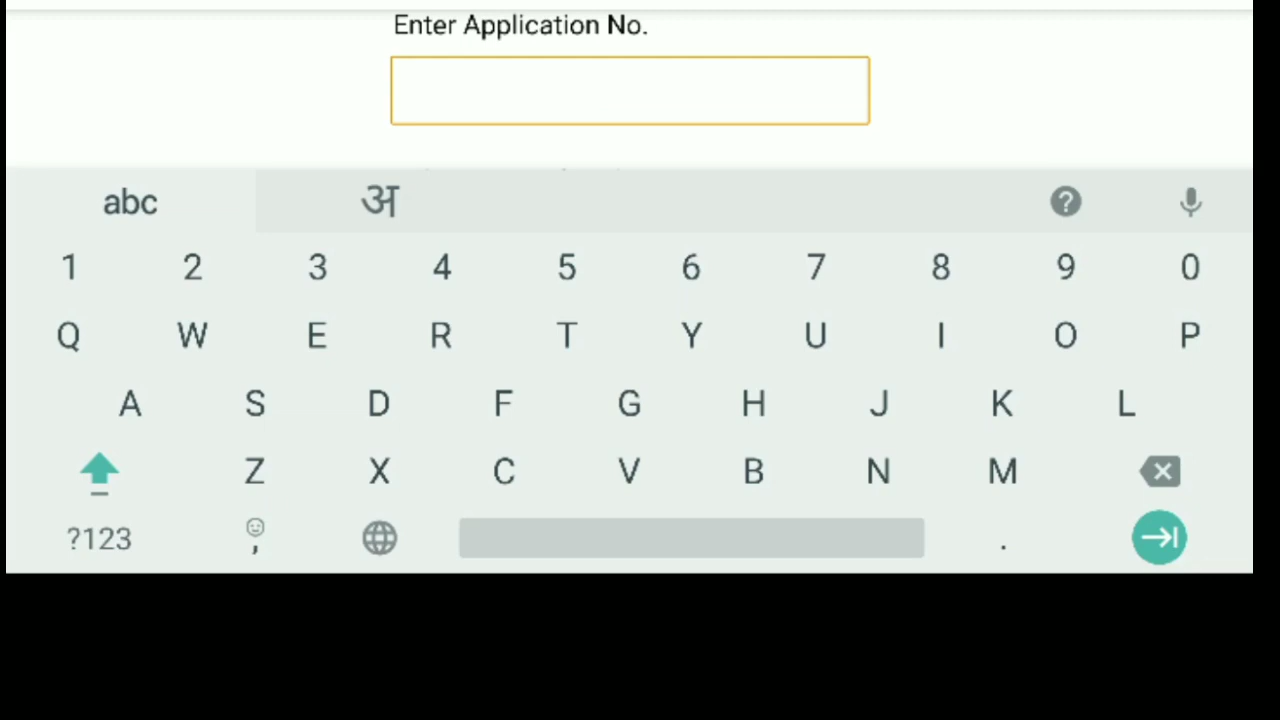 Enter Application No.
abc अ ?
1 2 3 4 5 6 7 8 9 0
Q W E R T Y U I O P
A S D F G H J K L
Z X C V B N M
?123 , .